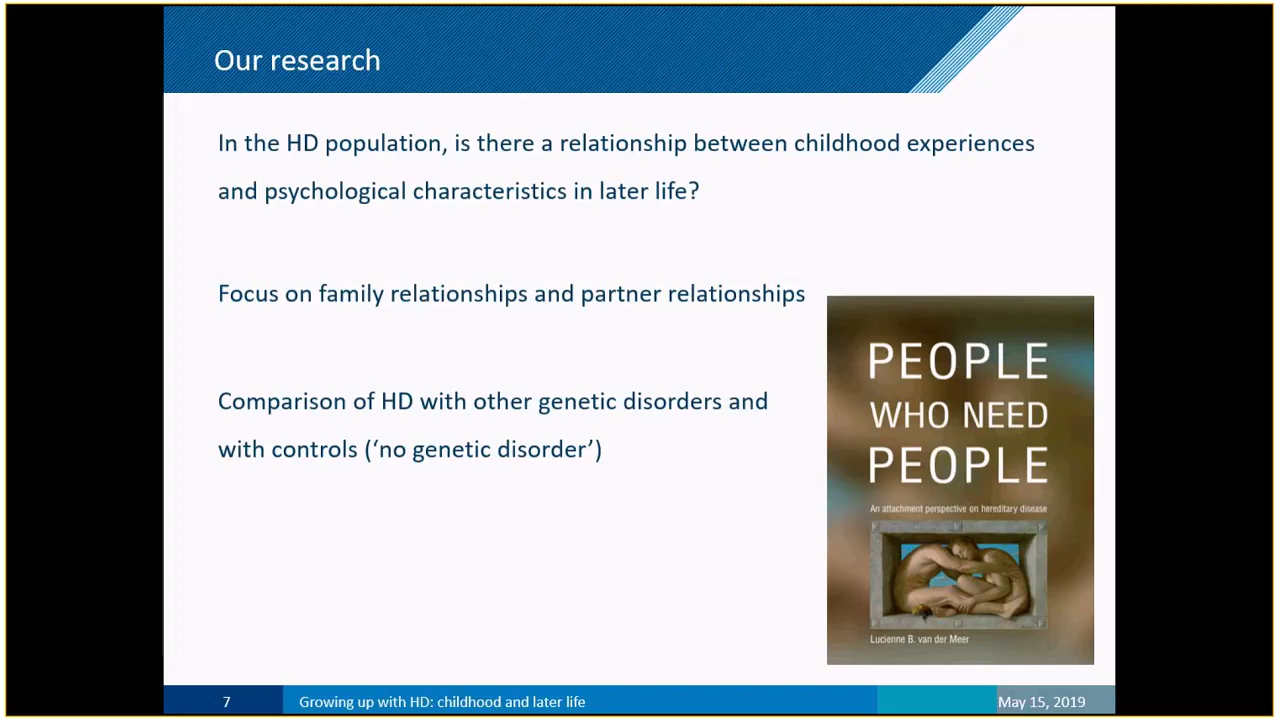 Our research
In the HD population, is there a relationship between childhood experiences
and psychological characteristics in later life?
Focus on family relationships and partner relationships
Comparison of HD with other genetic disorders and
with controls (‘no genetic disorder’)
PEOPLE
WHO NEED
PEOPLE
An attachment perspective on hereditary disease
Lucienne B. van der Meer
7
Growing up with HD: childhood and later life
May 15, 2019